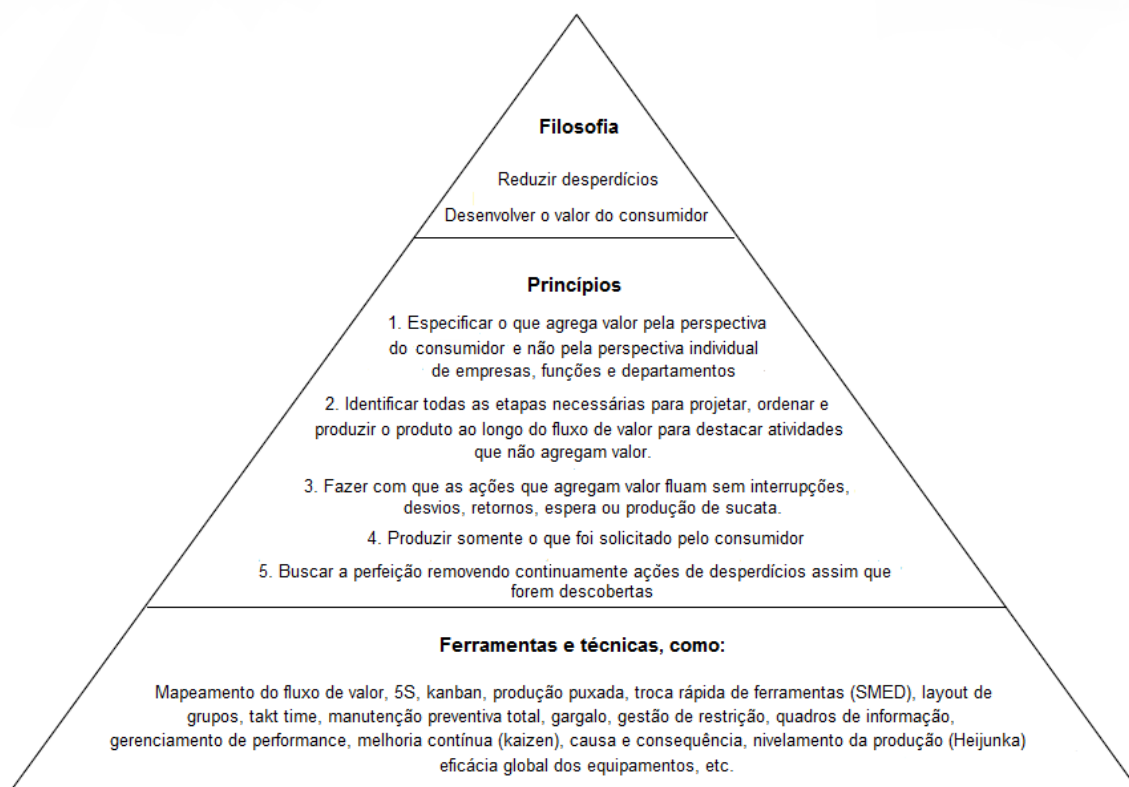 Filosofia
Reduzir desperdícios
Desenvolver o valor do consumidor
Princípios
1. Especificar o que agrega valor pela perspectiva
do consumidor e não pela perspectiva individual
de empresas, funções e departamentos
2. Identificar todas as etapas necessárias para projetar, ordenar e
produzir o produto ao longo do fluxo de valor para destacar atividades
que não agregam valor.
3. Fazer com que as ações que agregam valor fluam sem interrupções,
desvios, retornos, espera ou produção de sucata.
4. Produzir somente o que foi solicitado pelo consumidor
5. Buscar a perfeição removendo continuamente ações de desperdícios assim que
forem descobertas
Ferramentas e técnicas, como:
Mapeamento do fluxo de valor, 5S, kanban, produção puxada, troca rápida de ferramentas (SMED), layout de
grupos, takt time, manutenção preventiva total, gargalo, gestão de restrição, quadros de informação,
gerenciamento de performance, melhoria contínua (kaizen), causa e consequência, nivelamento da produção (Heijunka)
eficácia global dos equipamentos, etc.